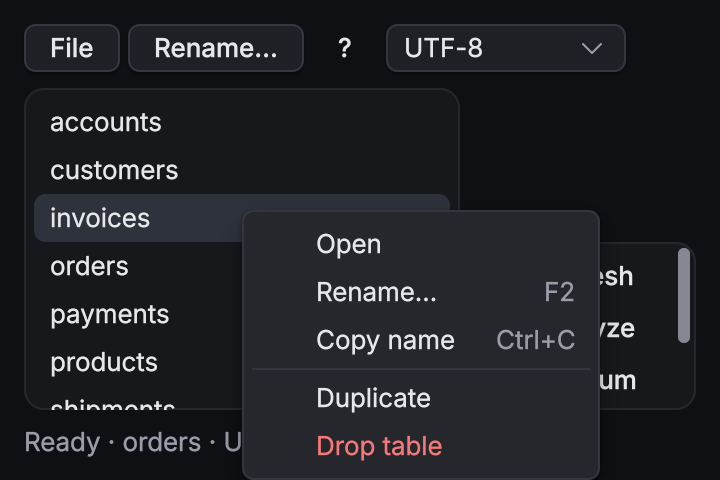 File Rename... ? UTF-8
accounts
customers
invoices
orders
payments
products
shipments
Open
Rename... F2
Copy name Ctrl+C
Duplicate
Drop table
Ready · orders · U